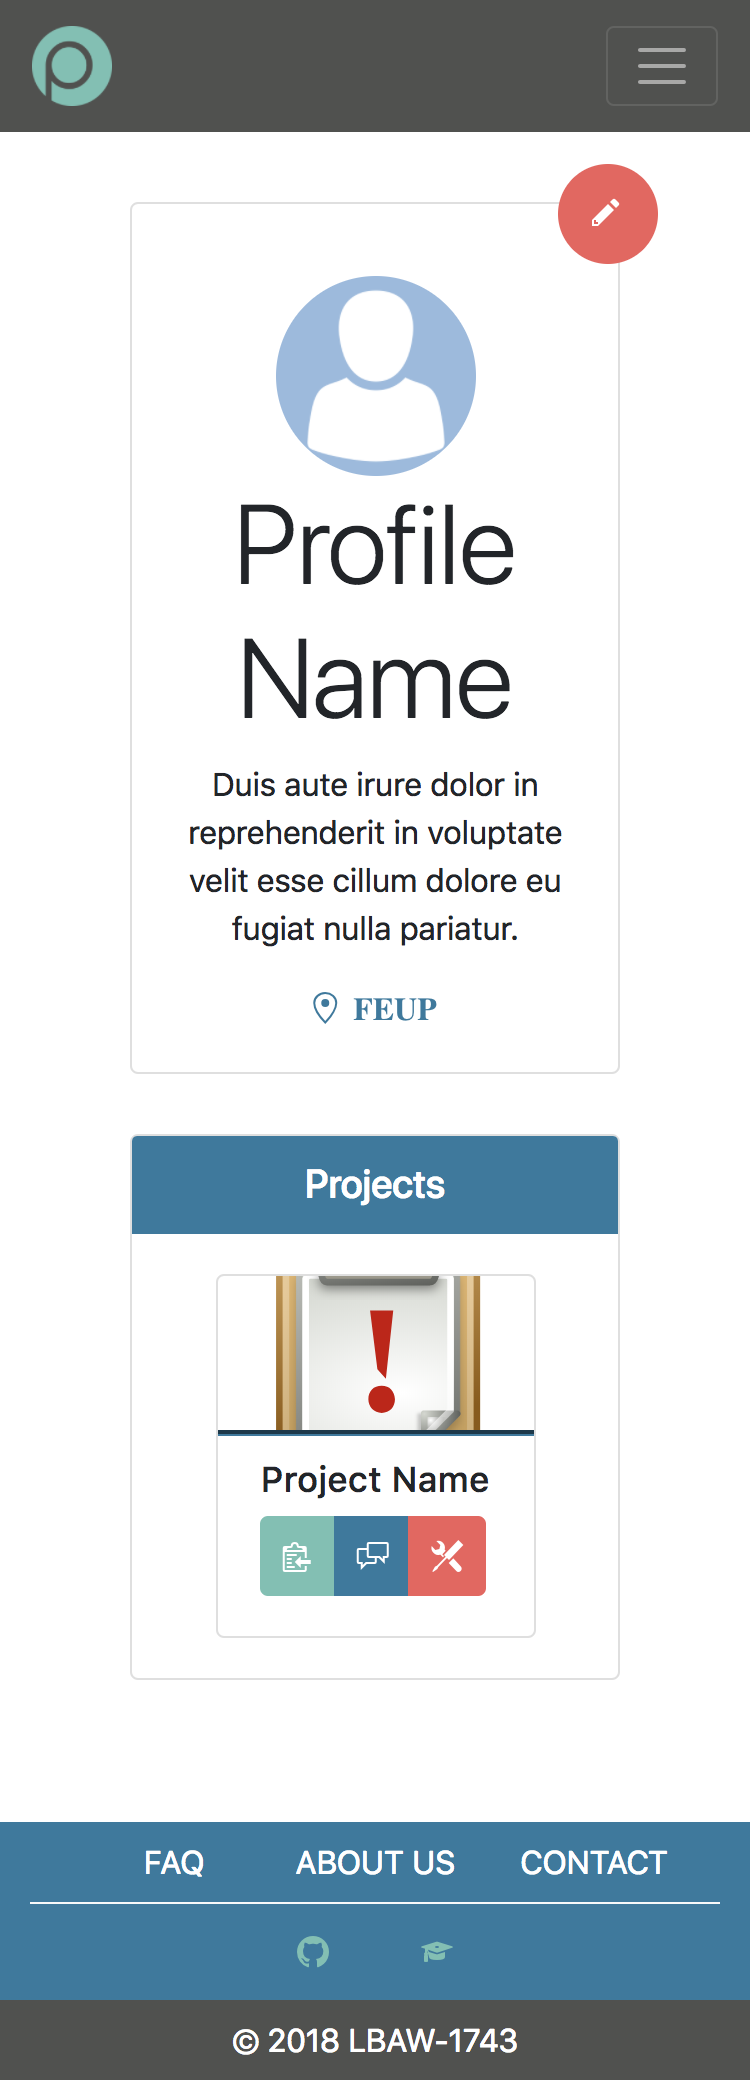 Profile
Name
Duis aute irure dolor in
reprehenderit in voluptate
velit esse cillum dolore eu
fugiat nulla pariatur.
FEUP
Projects
!
Project Name
FAQ ABOUT US CONTACT
© 2018 LBAW-1743